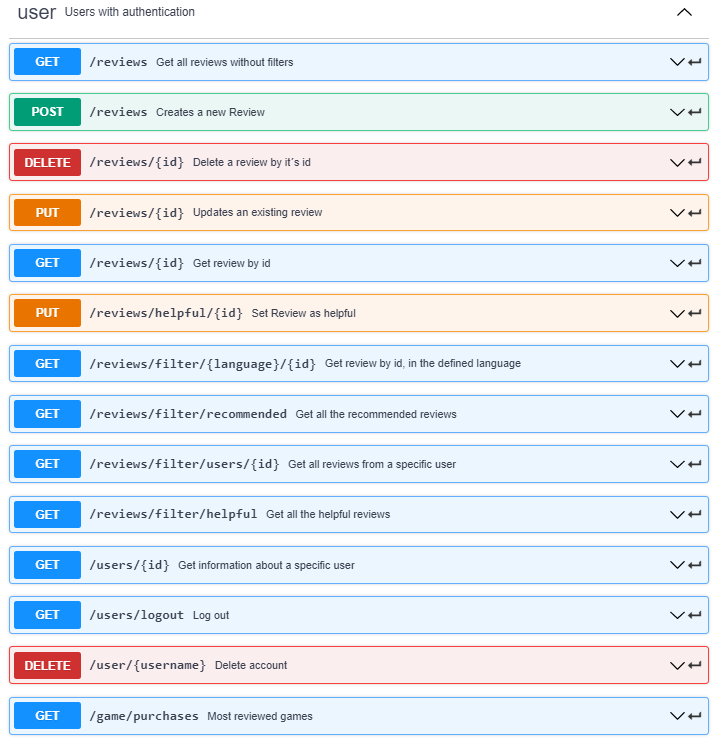 user Users with authentication
GET /reviews Get all reviews without filters
POST /reviews Creates a new Review
DELETE /reviews/{id} Delete a review by it´s id
PUT /reviews/{id} Updates an existing review
GET /reviews/{id} Get review by id
PUT /reviews/helpful/{id} Set Review as helpful
GET /reviews/filter/{language}/{id} Get review by id, in the defined language
GET /reviews/filter/recommended Get all the recommended reviews
GET /reviews/filter/users/{id} Get all reviews from a specific user
GET /reviews/filter/helpful Get all the helpful reviews
GET /users/{id} Get information about a specific user
GET /users/logout Log out
DELETE /user/{username} Delete account
GET /game/purchases Most reviewed games